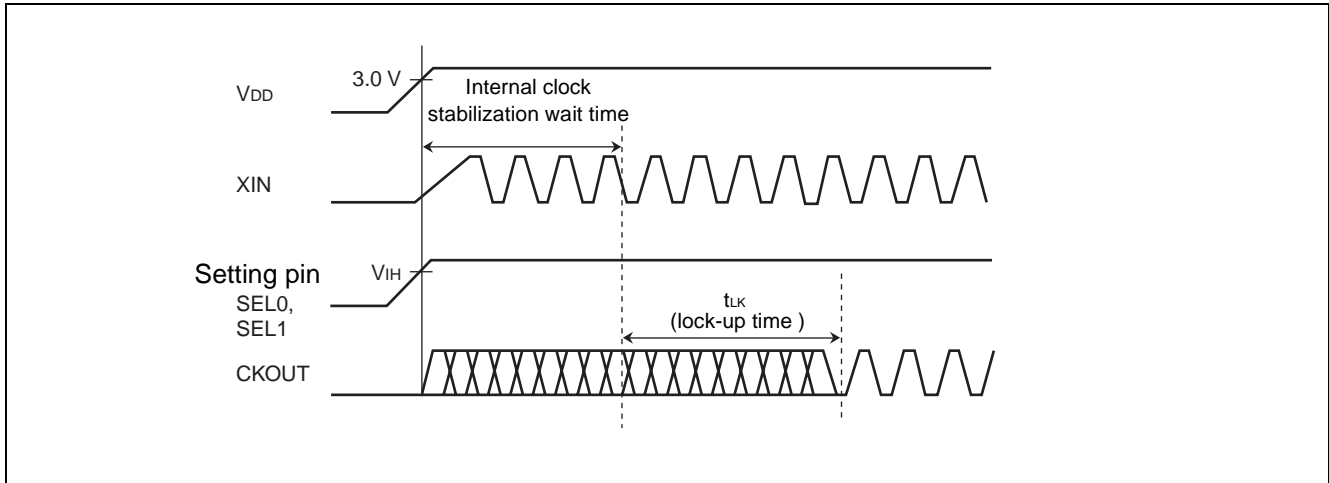 VDD
3.0 V
Internal clock
stabilization wait time
XIN
Setting pin
SEL0,
SEL1
VIH
tLK
(lock-up time )
CKOUT